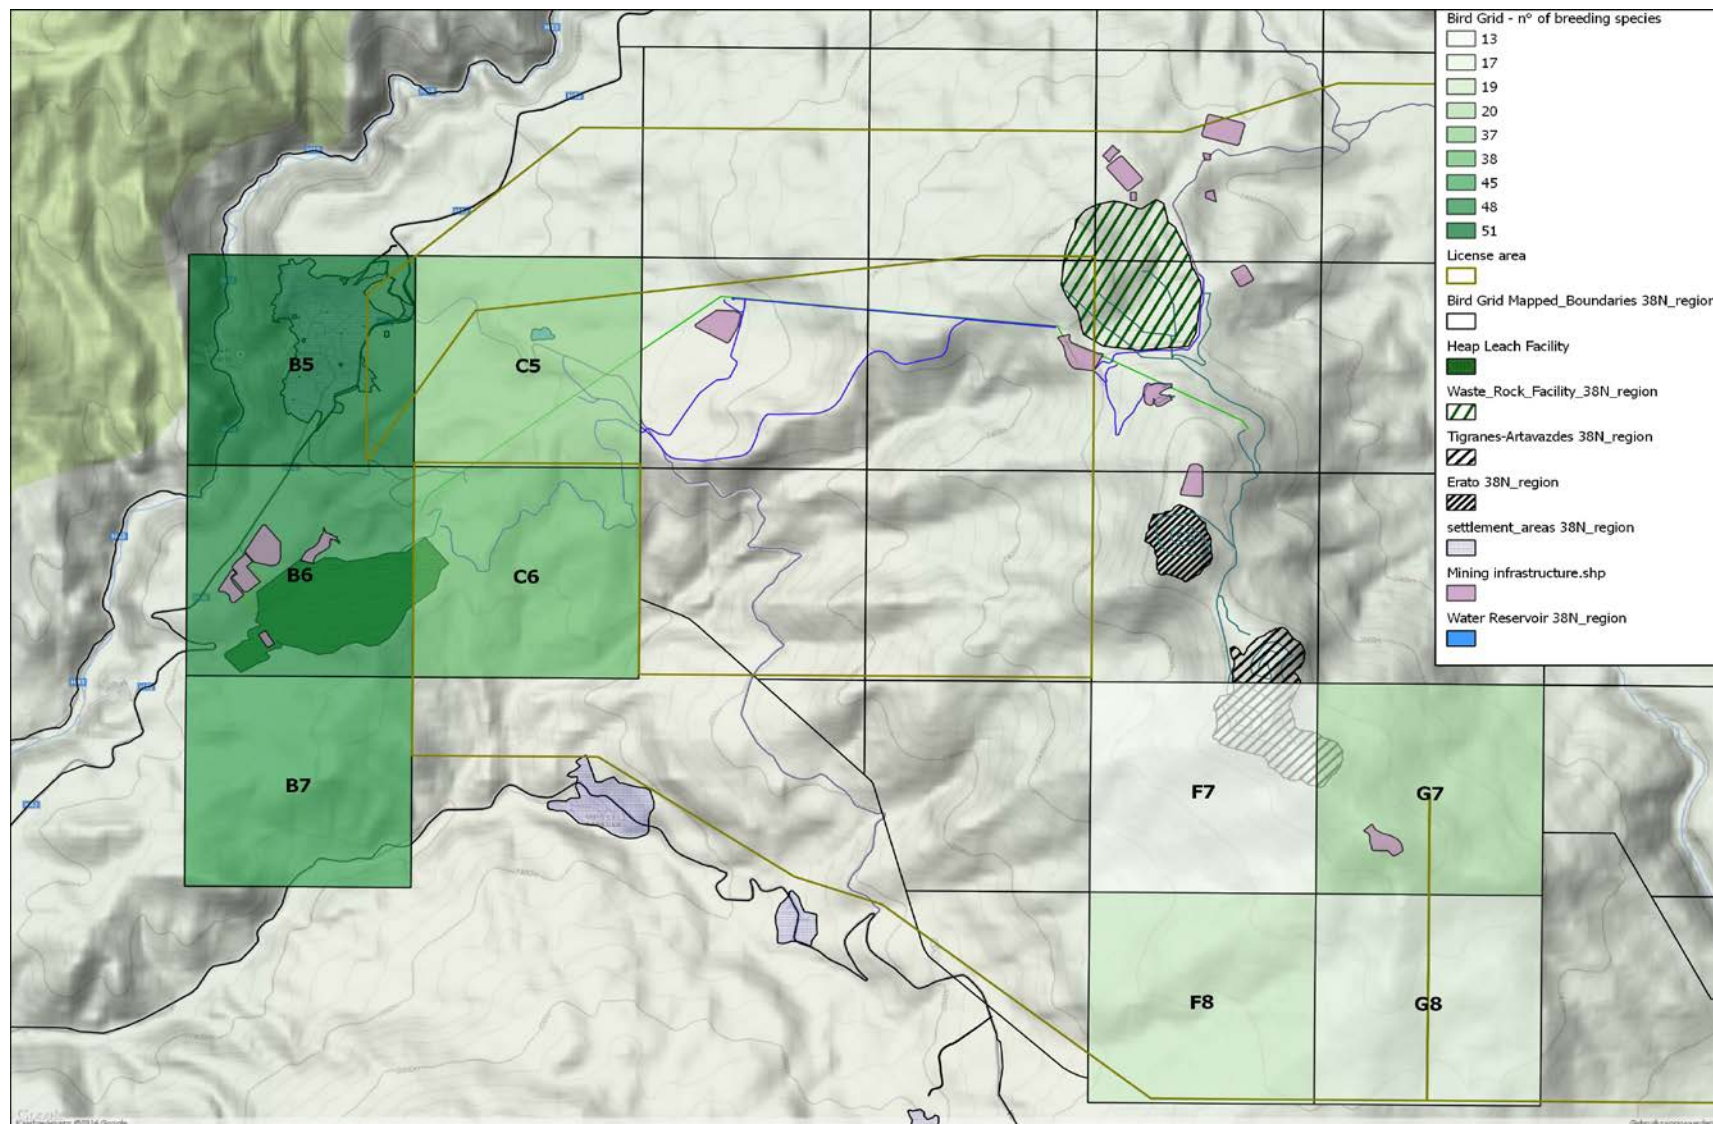 Bird Grid - n° of breeding species
13
17
19
20
37
38
45
48
51
License area
Bird Grid Mapped_Boundaries 38N_region
Heap Leach Facility
Waste_Rock_Facility_38N_region
Tigranes-Artavazdes 38N_region
Erato 38N_region
settlement_areas 38N_region
Mining infrastructure.shp
Water Reservoir 38N_region
B5
C5
B6
C6
B7
F7
G7
F8
G8